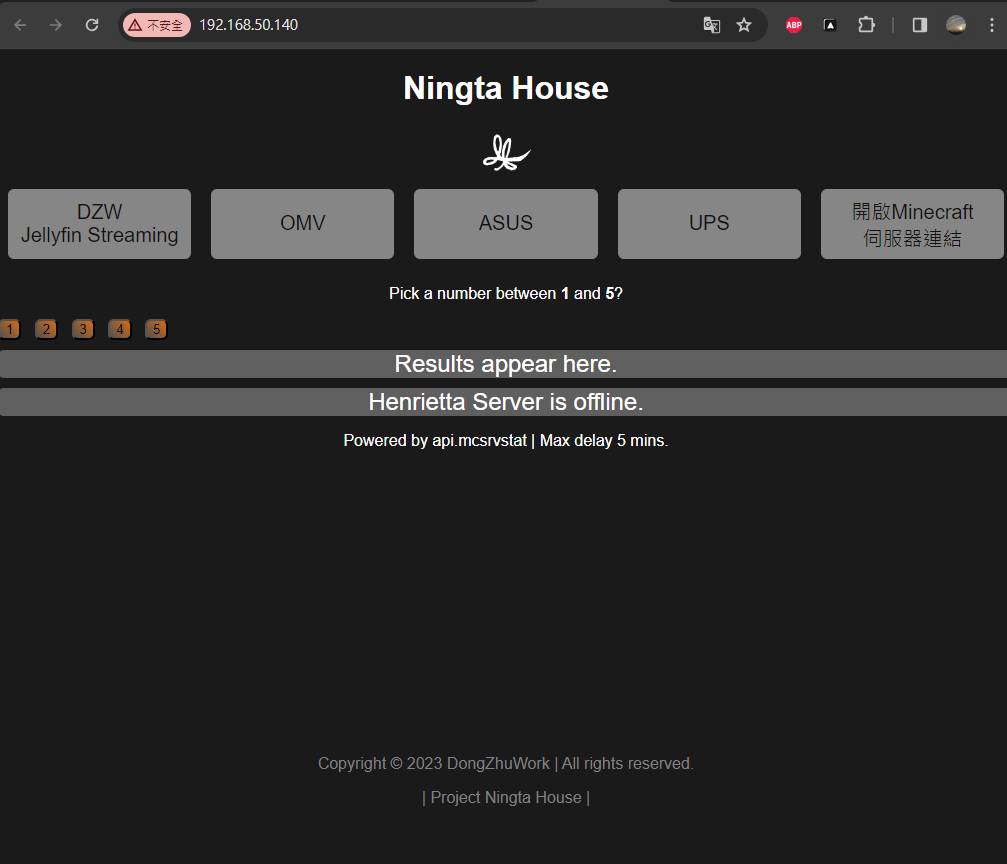 不安全 192.168.50.140
ABP
Ningta House
DZW
Jellyfin Streaming
OMV
ASUS
UPS
開啟Minecraft
伺服器連結
Pick a number between 1 and 5?
1 2 3 4 5
Results appear here.
Henrietta Server is offline.
Powered by api.mcsrvstat | Max delay 5 mins.
Copyright © 2023 DongZhuWork | All rights reserved.
| Project Ningta House |